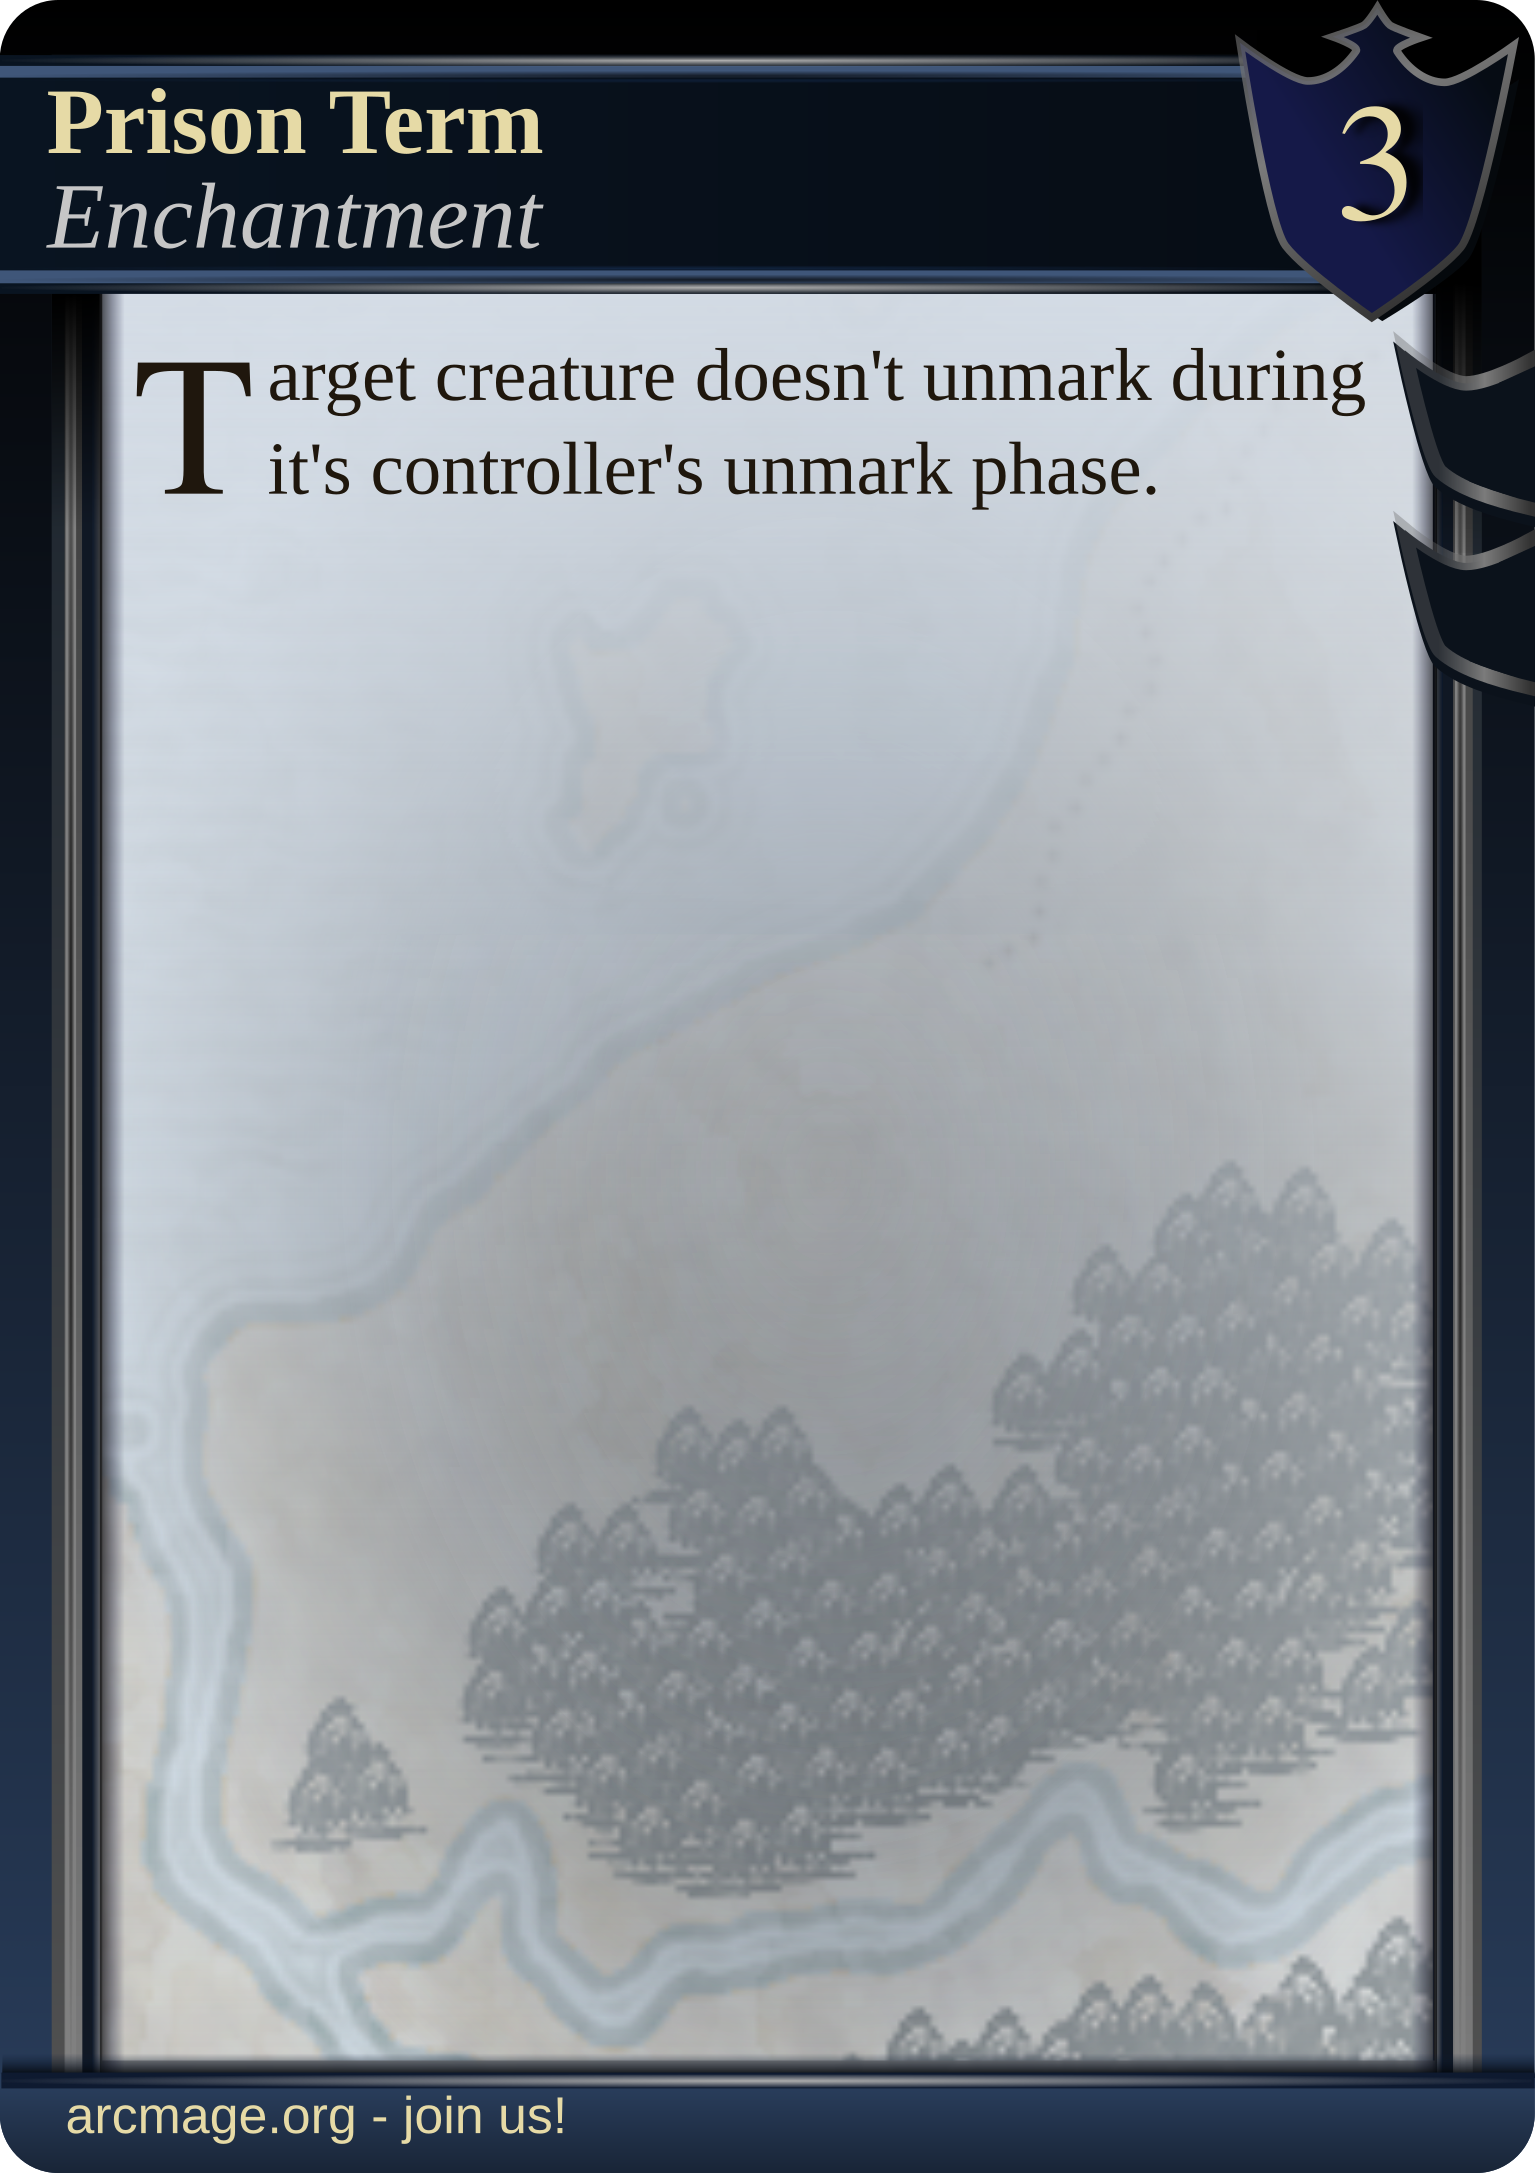 Prison Term
Enchantment
3
Target creature doesn't unmark during
it's controller's unmark phase.
arcmage.org - join us!